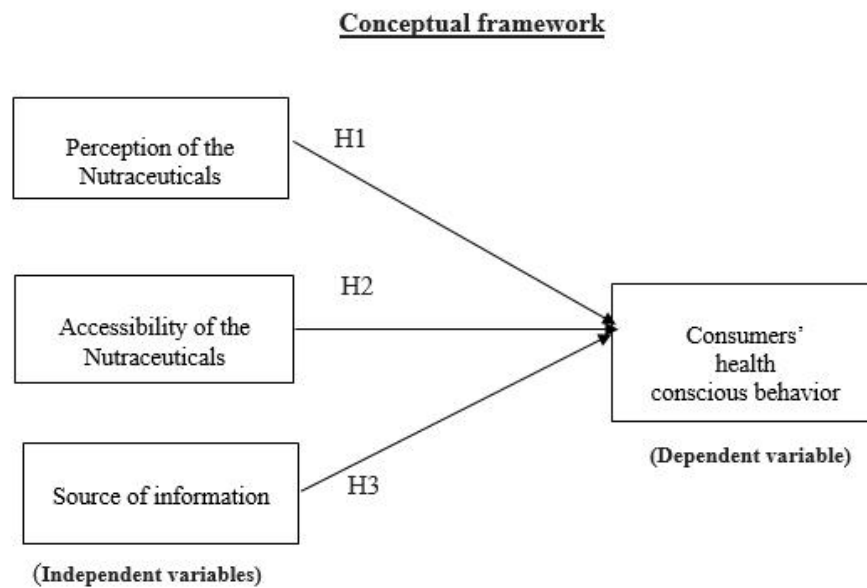 Conceptual framework
Perception of the
Nutraceuticals
H1
Accessibility of the
Nutraceuticals
H2
Source of information
H3
(Independent variables)
Consumers’
health
conscious behavior
(Dependent variable)